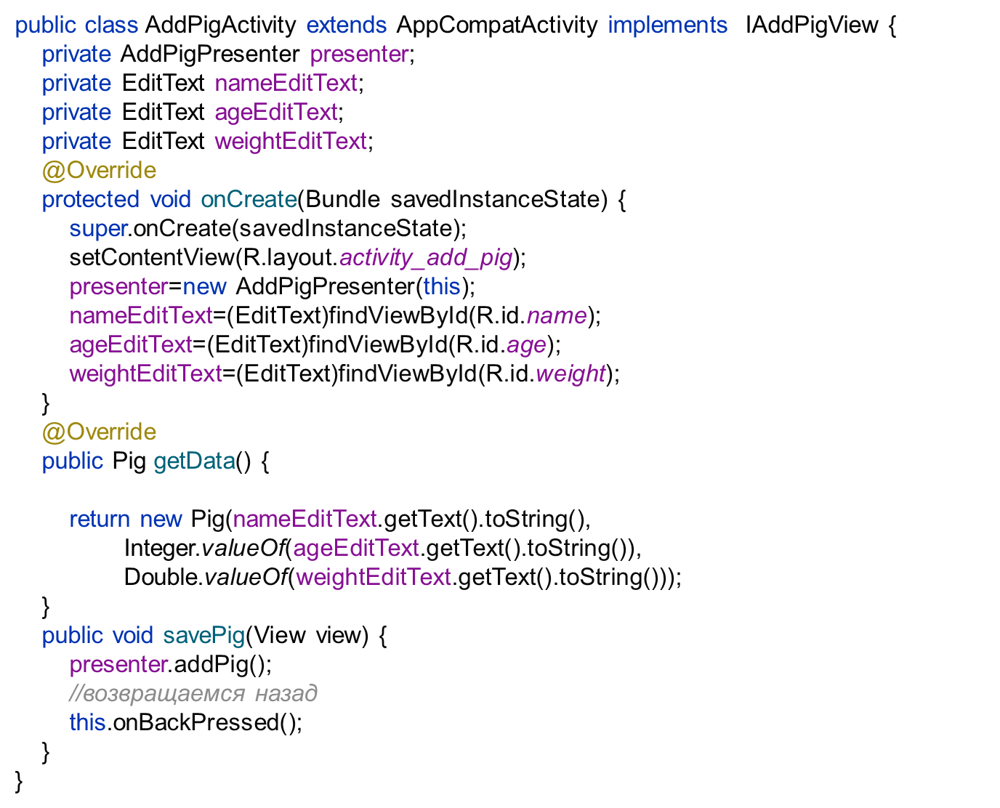 public class AddPigActivity extends AppCompatActivity implements IAddPigView {
private AddPigPresenter presenter;
private EditText nameEditText;
private EditText ageEditText;
private EditText weightEditText;
@Override
protected void onCreate(Bundle savedInstanceState) {
super.onCreate(savedInstanceState);
setContentView(R.layout.activity_add_pig);
presenter=new AddPigPresenter(this);
nameEditText=(EditText)findViewById(R.id.name);
ageEditText=(EditText)findViewById(R.id.age);
weightEditText=(EditText)findViewById(R.id.weight);
}
@Override
public Pig getData() {
return new Pig(nameEditText.getText().toString(),
Integer.valueOf(ageEditText.getText().toString()),
Double.valueOf(weightEditText.getText().toString()));
}
public void savePig(View view) {
presenter.addPig();
//возвращаемся назад
this.onBackPressed();
}
}